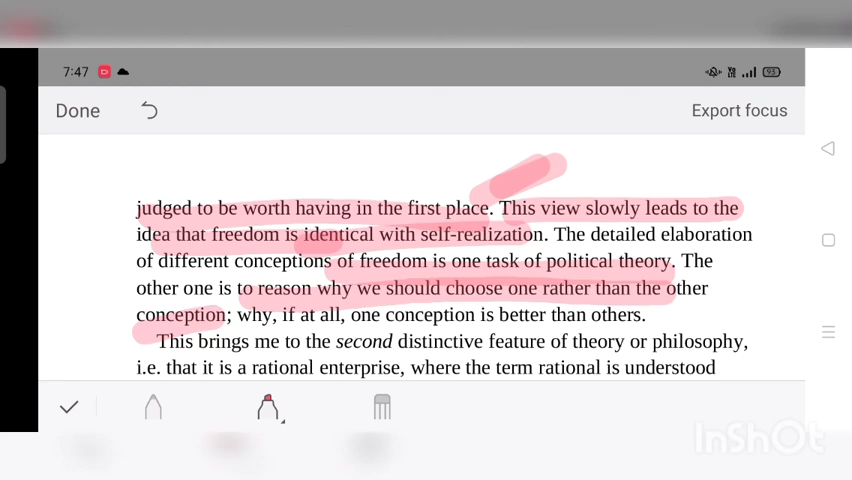 7:47
93
Done
Export focus
judged to be worth having in the first place. This view slowly leads to the
idea that freedom is identical with self-realization. The detailed elaboration
of different conceptions of freedom is one task of political theory. The
other one is to reason why we should choose one rather than the other
conception; why, if at all, one conception is better than others.
This brings me to the second distinctive feature of theory or philosophy,
i.e. that it is a rational enterprise, where the term rational is understood
InShOt